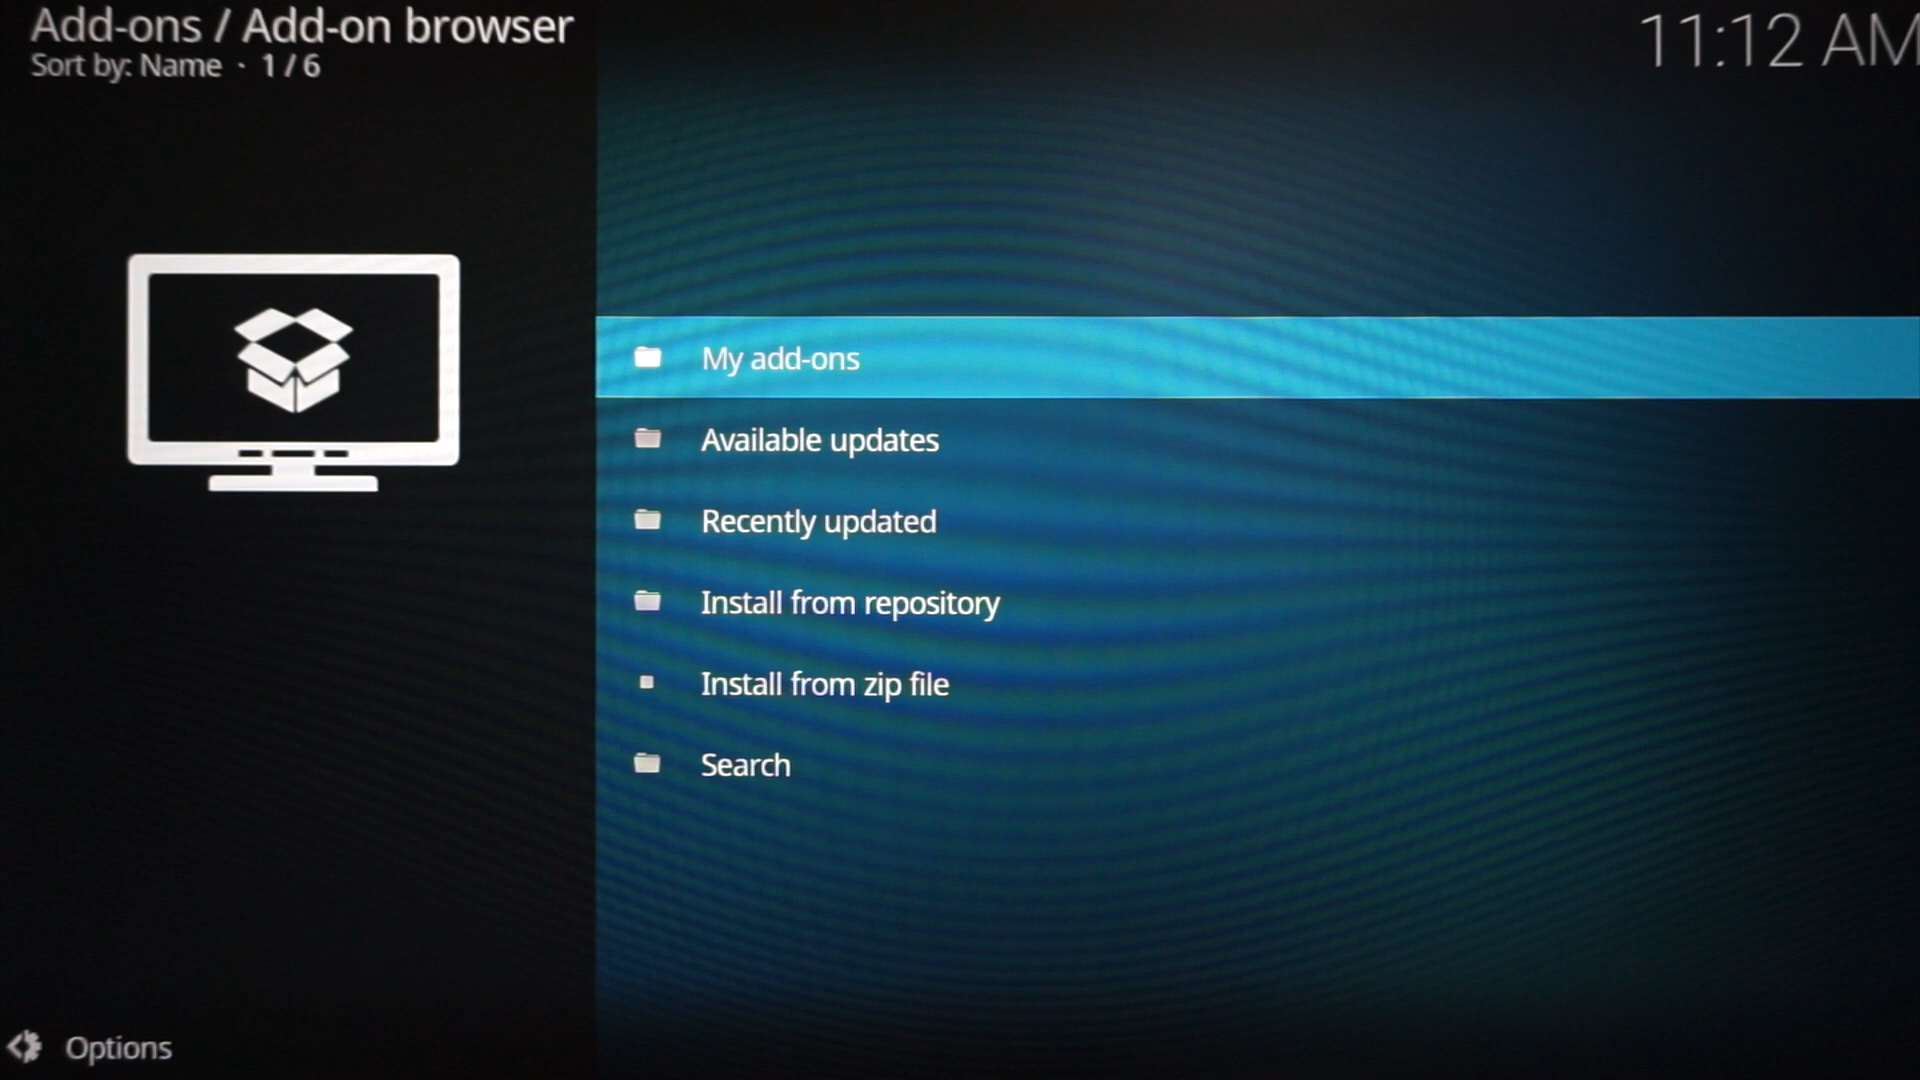 Add-ons / Add-on browser
Sort by: Name · 1 / 6
11:12 AM
My add-ons
Available updates
Recently updated
Install from repository
Install from zip file
Search
Options